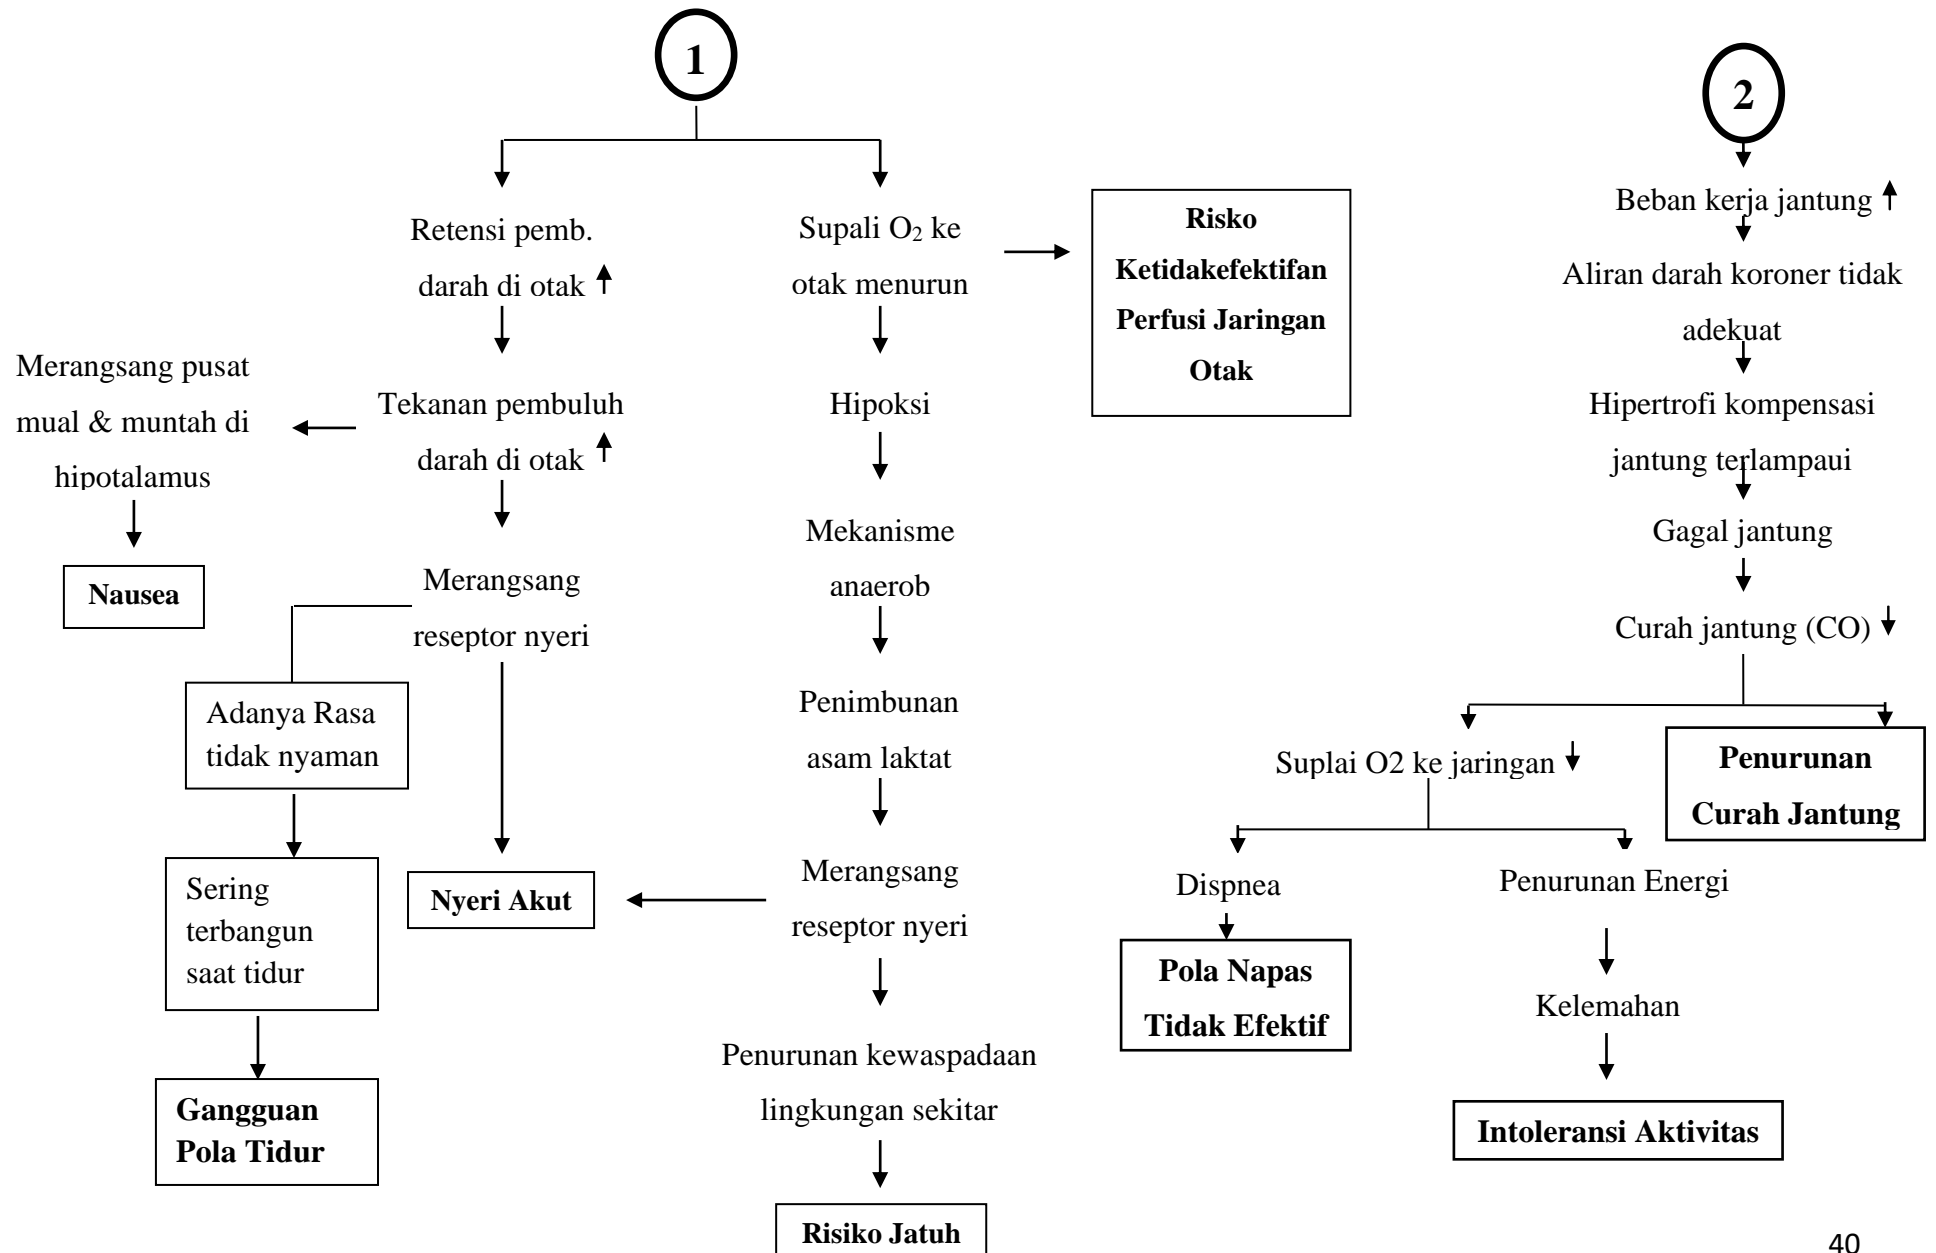 1
Retensi pemb.
darah di otak ↑
Tekanan pembuluh
darah di otak ↑
Merangsang pusat
mual & muntah di
hipotalamus
Nausea
Merangsang
reseptor nyeri
Adanya Rasa
tidak nyaman
Sering
terbangun
saat tidur
Gangguan
Pola Tidur
Nyeri Akut
Supali O₂ ke
otak menurun
Risko
Ketidakefektifan
Perfusi Jaringan
Otak
Hipoksi
Mekanisme
anaerob
Penimbunan
asam laktat
Merangsang
reseptor nyeri
Penurunan kewaspadaan
lingkungan sekitar
Risiko Jatuh
2
Beban kerja jantung ↑
Aliran darah koroner tidak
adekuat
Hipertrofi kompensasi
jantung terlampaui
Gagal jantung
Curah jantung (CO) ↓
Suplai O2 ke jaringan ↓
Penurunan
Curah Jantung
Dispnea
Pola Napas
Tidak Efektif
Penurunan Energi
Kelemahan
Intoleransi Aktivitas
40